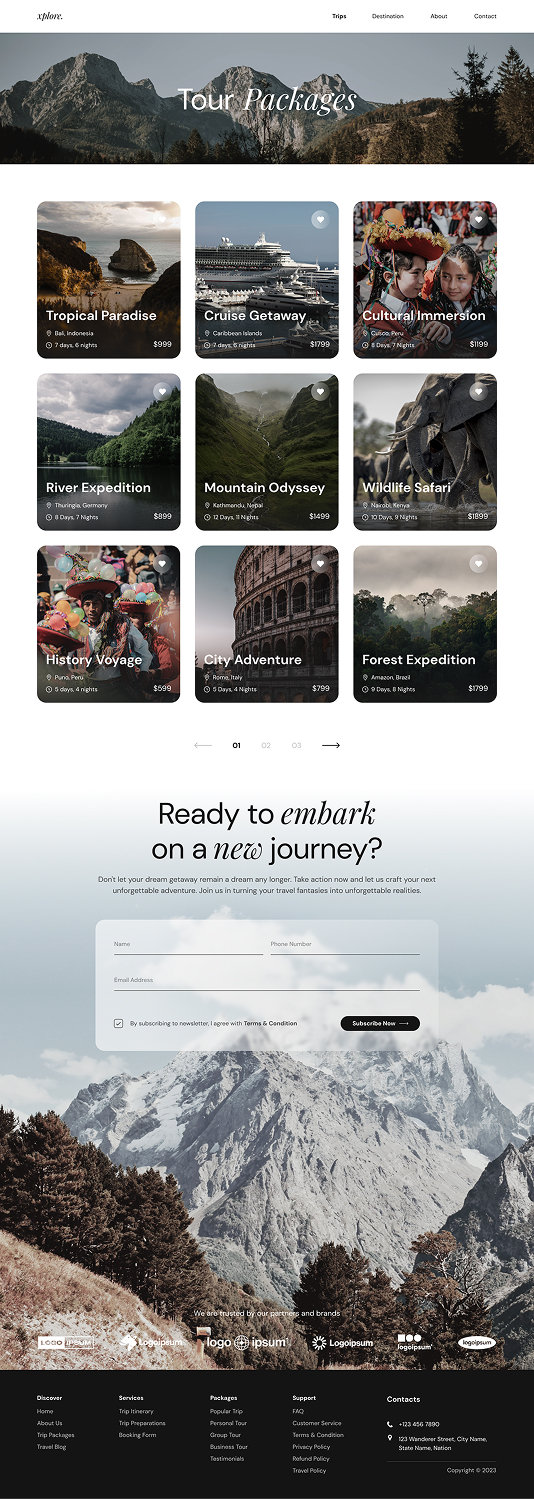 xplore.
Trips
Destination
About
Contact
Tour Packages
Tropical Paradise
Bali, Indonesia
7 days, 6 nights
$999
Cruise Getaway
Caribbean Islands
7 days, 6 nights
$1799
Cultural Immersion
Cusco, Peru
8 Days, 7 Nights
$1199
River Expedition
Thuringia, Germany
8 Days, 7 Nights
$899
Mountain Odyssey
Kathmandu, Nepal
12 Days, 11 Nights
$1499
Wildlife Safari
Nairobi, Kenya
10 Days, 9 Nights
$1899
History Voyage
Puno, Peru
5 days, 4 nights
$599
City Adventure
Rome, Italy
5 Days, 4 Nights
$799
Forest Expedition
Amazon, Brazil
9 Days, 8 Nights
$1799
01
02
03
Ready to embark
on a new journey?
Don't let your dream getaway remain a dream any longer. Take action now and let us craft your next
unforgettable adventure. Join us in turning your travel fantasies into unforgettable realities.
Name
Phone Number
Email Address
By subscribing to newsletter, I agree with Terms & Condition
Subscribe Now
We are trusted by our partners and brands
LOGO IPSUM
Logoipsum
logo ipsum
Logoipsum
logoipsum
logoipsum
Discover
Home
About Us
Trip Packages
Travel Blog
Services
Trip Itinerary
Trip Preparations
Booking Form
Packages
Popular Trip
Personal Tour
Group Tour
Business Tour
Testimonials
Support
FAQ
Customer Service
Terms & Condition
Privacy Policy
Refund Policy
Travel Policy
Contacts
+123 456 7890
123 Wanderer Street, City Name,
State Name, Nation
Copyright © 2023